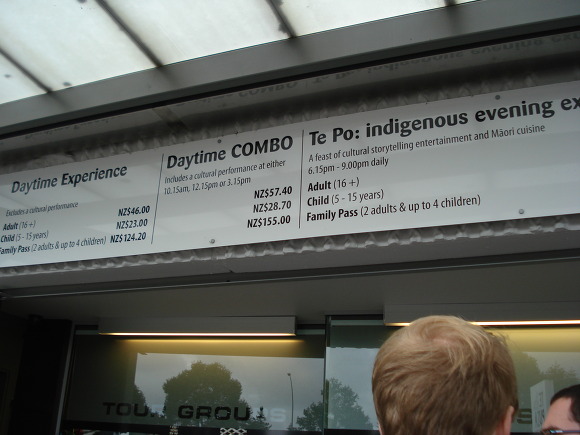 Daytime Experience
Excludes a cultural performance
Adult (16 +) NZ$46.00
Child (5 - 15 years) NZ$23.00
Family Pass (2 adults & up to 4 children) NZ$124.20
Daytime COMBO
Includes a cultural performance at either
10.15am, 12.15pm or 3.15pm
NZ$57.40
NZ$28.70
NZ$155.00
Te Po: indigenous evening ex
A feast of cultural storytelling entertainment and Māori cuisine
6.15pm - 9.00pm daily
Adult (16 +)
Child (5 - 15 years)
Family Pass (2 adults & up to 4 children)
TOUR GROUPS